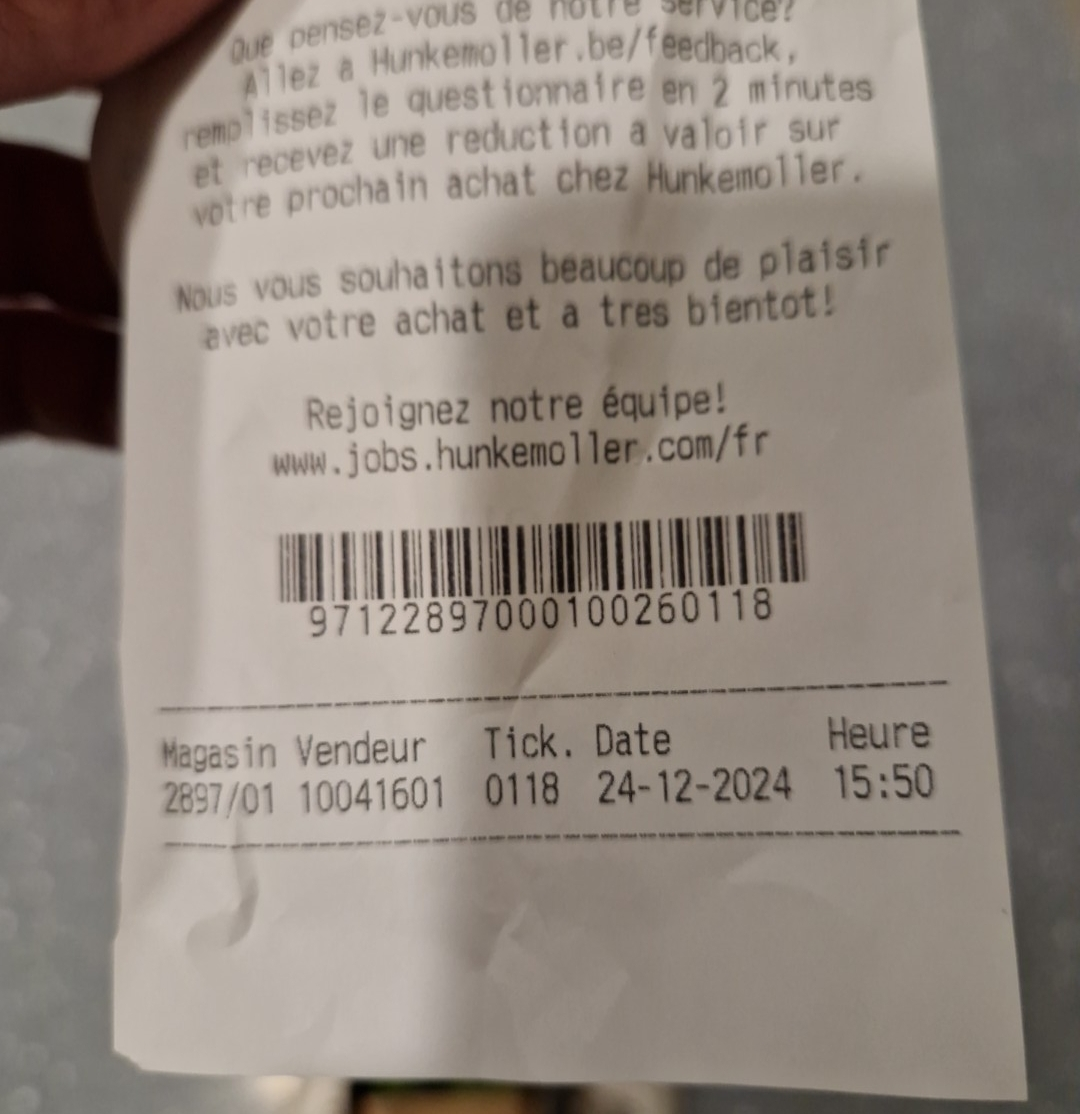 Que pensez-vous de notre service?
Allez a Hunkemoller.be/feedback,
remplissez le questionnaire en 2 minutes
et recevez une reduction a valoir sur
votre prochain achat chez Hunkemoller.
Nous vous souhaitons beaucoup de plaisir
avec votre achat et a tres bientot!
Rejoignez notre équipe!
www.jobs.hunkemoller.com/fr
97122897000100260118
Magasin Vendeur Tick. Date Heure
2897/01 10041601 0118 24-12-2024 15:50